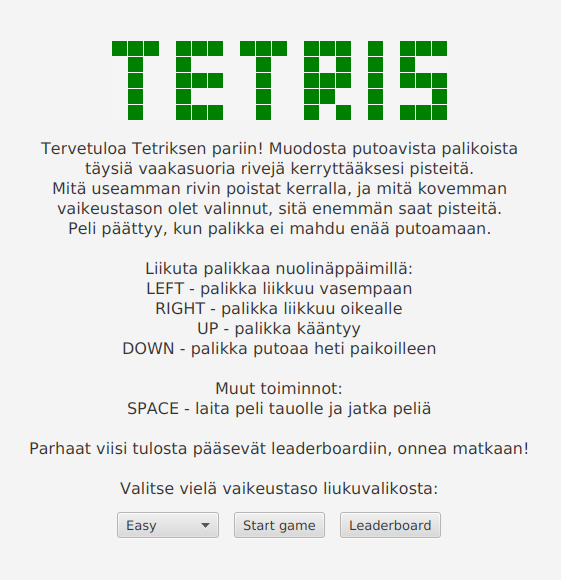 TETRIS
Tervetuloa Tetriksen pariin! Muodosta putoavista palikoista
täysiä vaakasuoria rivejä kerryttääksesi pisteitä.
Mitä useamman rivin poistat kerralla, ja mitä kovemman
vaikeustason olet valinnut, sitä enemmän saat pisteitä.
Peli päättyy, kun palikka ei mahdu enää putoamaan.
Liikuta palikkaa nuolinäppäimillä:
LEFT - palikka liikkuu vasempaan
RIGHT - palikka liikkuu oikealle
UP - palikka kääntyy
DOWN - palikka putoaa heti paikoilleen
Muut toiminnot:
SPACE - laita peli tauolle ja jatka peliä
Parhaat viisi tulosta pääsevät leaderboardiin, onnea matkaan!
Valitse vielä vaikeustaso liukuvalikosta:
Easy Start game Leaderboard